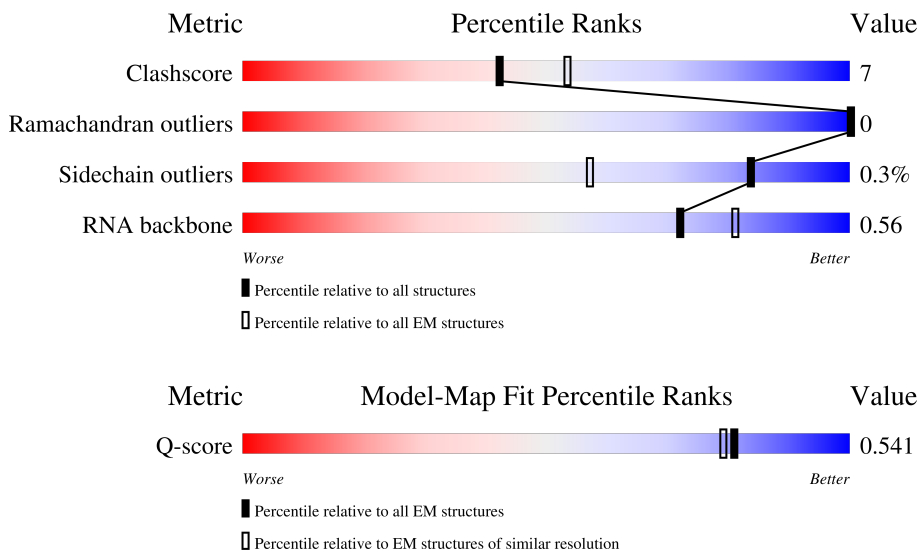 Metric Percentile Ranks Value
Clashscore 7
Ramachandran outliers 0
Sidechain outliers 0.3%
RNA backbone 0.56
Worse Better
Percentile relative to all structures
Percentile relative to all EM structures
Metric Model-Map Fit Percentile Ranks Value
Q-score 0.541
Worse Better
Percentile relative to all EM structures
Percentile relative to EM structures of similar resolution